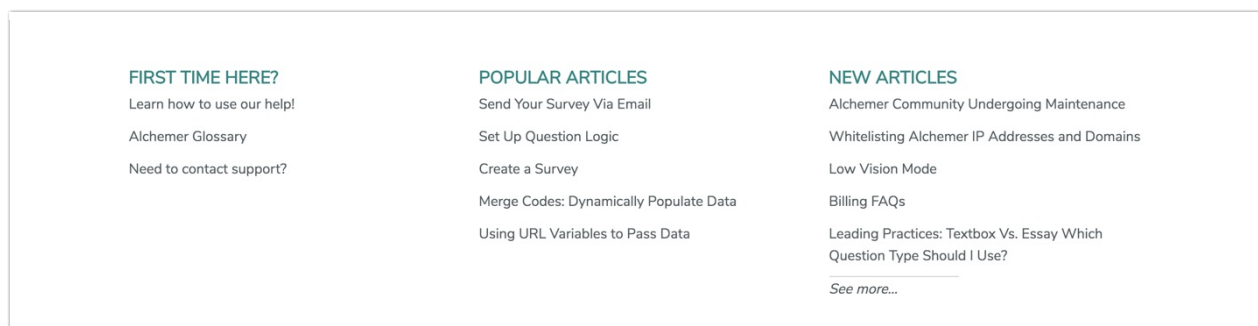 FIRST TIME HERE?
Learn how to use our help!
Alchemer Glossary
Need to contact support?
POPULAR ARTICLES
Send Your Survey Via Email
Set Up Question Logic
Create a Survey
Merge Codes: Dynamically Populate Data
Using URL Variables to Pass Data
NEW ARTICLES
Alchemer Community Undergoing Maintenance
Whitelisting Alchemer IP Addresses and Domains
Low Vision Mode
Billing FAQs
Leading Practices: Textbox Vs. Essay Which
Question Type Should I Use?
See more...